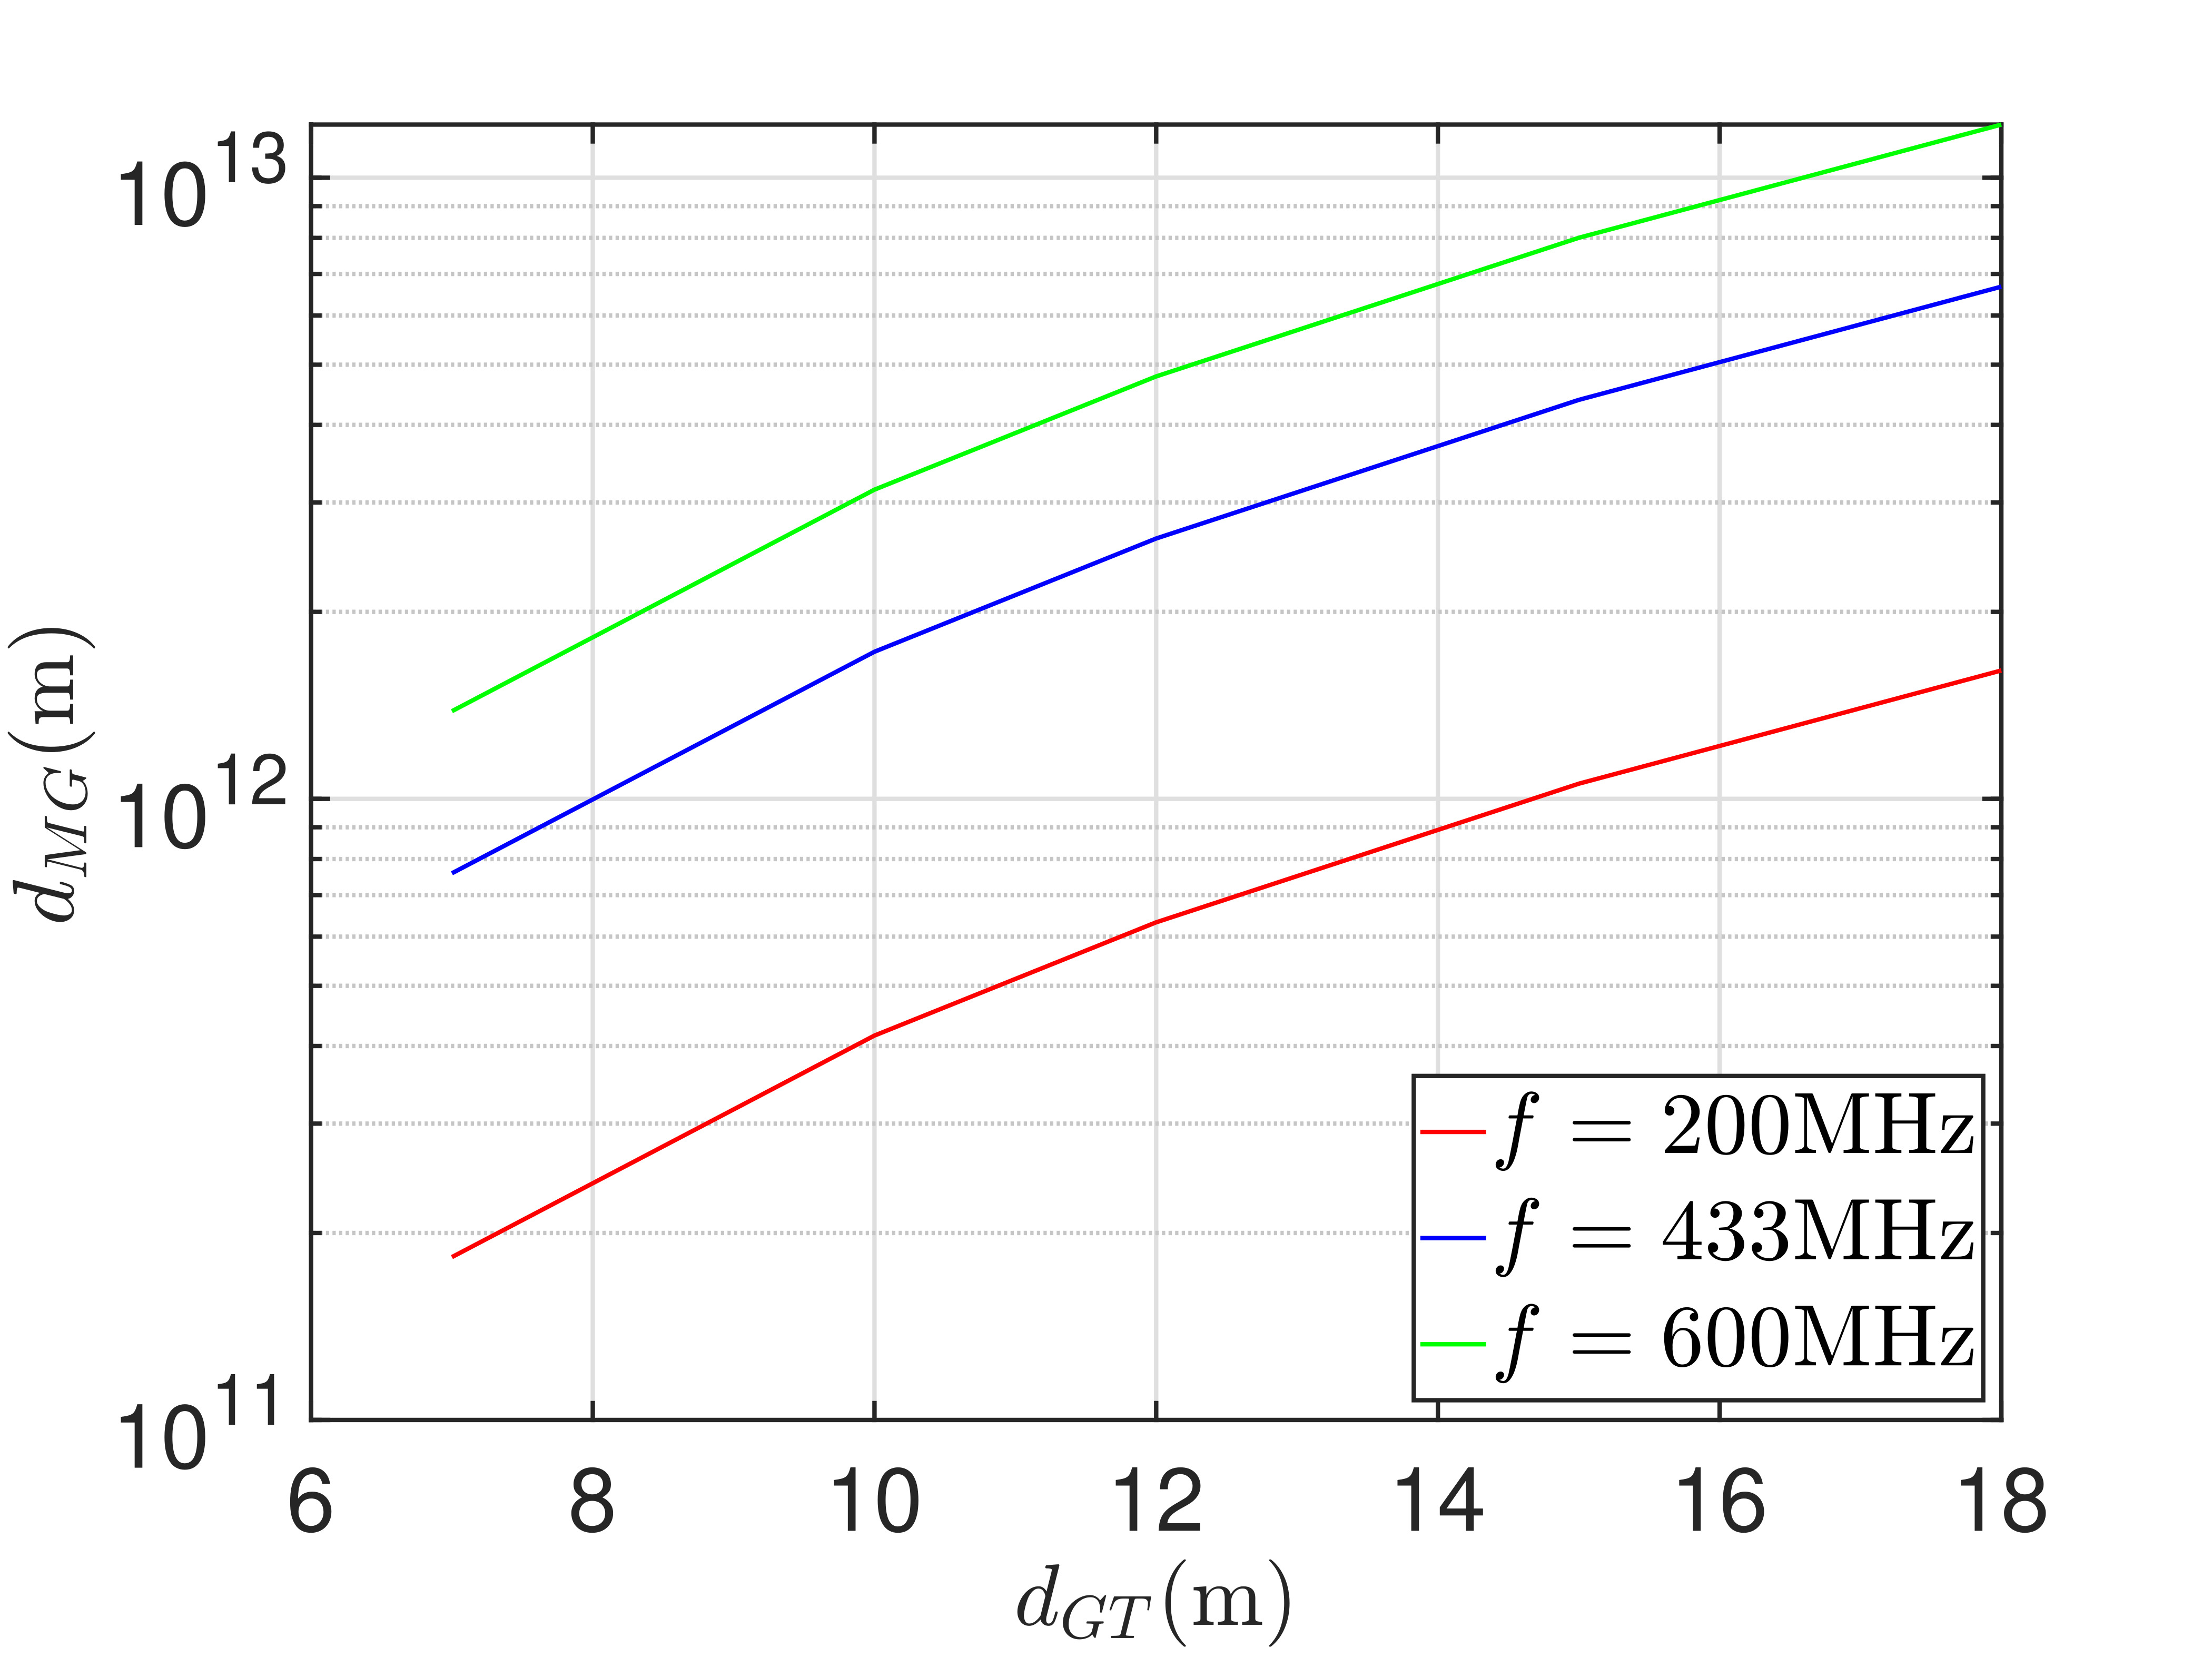 10^13
10^12
10^11
d_MG(m)
6 8 10 12 14 16 18
d_GT(m)
f = 200MHz
f = 433MHz
f = 600MHz